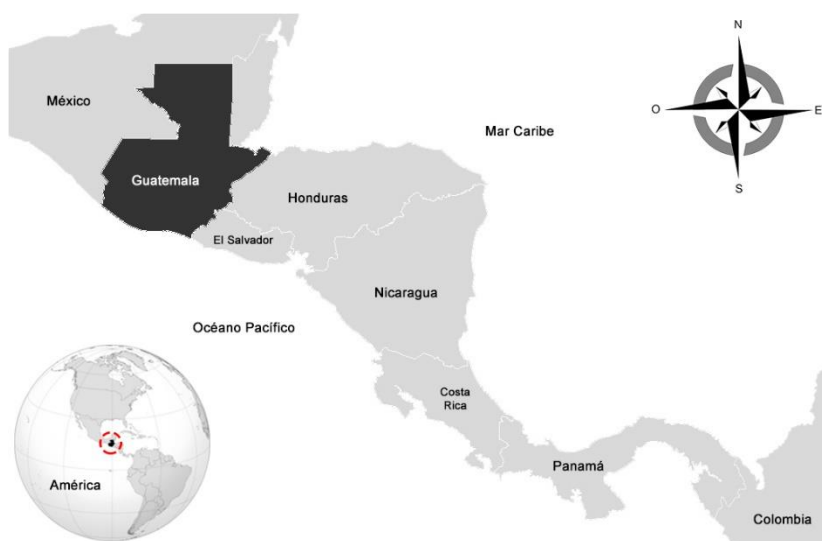 N
México
Mar Caribe
O
E
Guatemala
Honduras
S
El Salvador
Nicaragua
Océano Pacífico
Costa
Rica
Panamá
América
Colombia